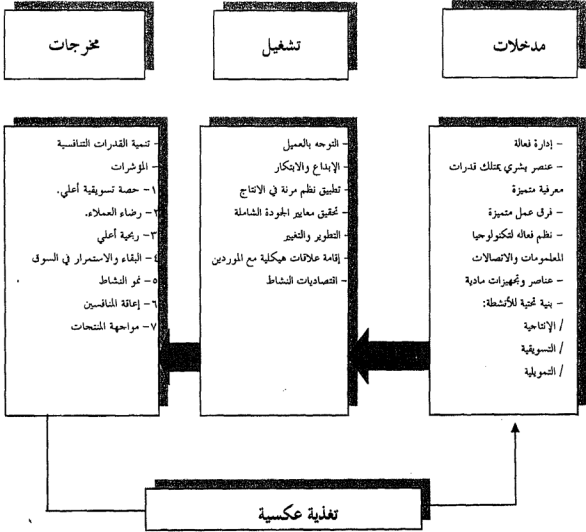 مدخلات
تشغيل
مخرجات
– إدارة فعالة
– عنصر بشري يمتلك قدرات
معرفية متميزة
– فرق عمل متميزة
– نظم فعاله لتكنولوجيا
المعلمومات والاتصالات
– عناصر وتجهيزات مادية
– بنية تحتية للأنشطة:
/ الإنتاجية
/ التسويقية
/ التمويلية
– التوجه بالعميل
الإبداع والابتكار
تطبيق نظم مرنة في الانتاج
– تحقيق معايير الجودة الشاملة
التطوير والتغيير
إقامة علاقات هيكلية مع الموردين
– اقتصاديات النشاط
– تنمية القدرات التنافسية
– المؤشرات
١– حصة تسويقية أعلي.
٢– رضاء العملاء.
٣– ربحية أعلي
٤– البقاء والاستمرار في السوق
٥– نمو النشاط
٦– إعاقة المنافسين
٧– مواجهة المنتجات
تغذية عكسية